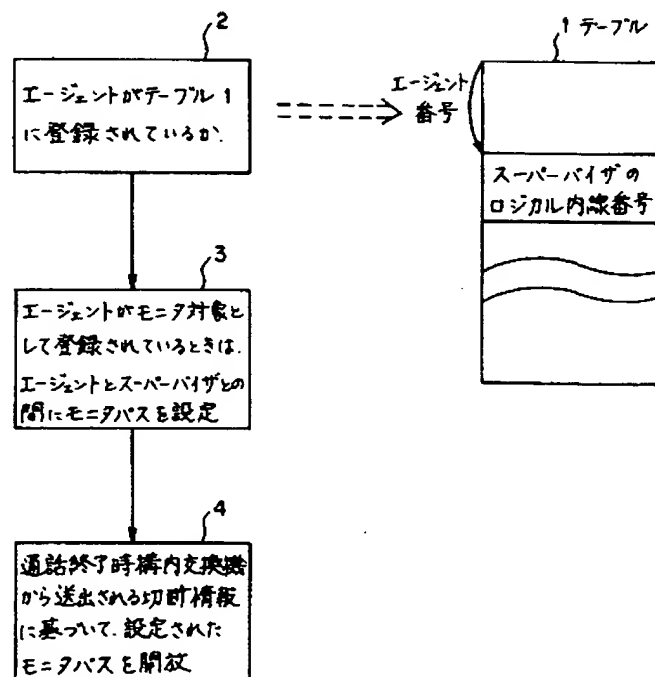 2
エージェントがテーブル1
に登録されているか.
1 テーブル
エージェント
番号
スーパーバイザの
ロジカル内線番号
3
エージェントがモニタ対象と
して登録されているときは.
エージェントとスーパーバイザとの
間にモニタパスを設定
4
通話終了時構内交換機
から送出される切断情報
に基づいて.設定された
モニタパスを開放